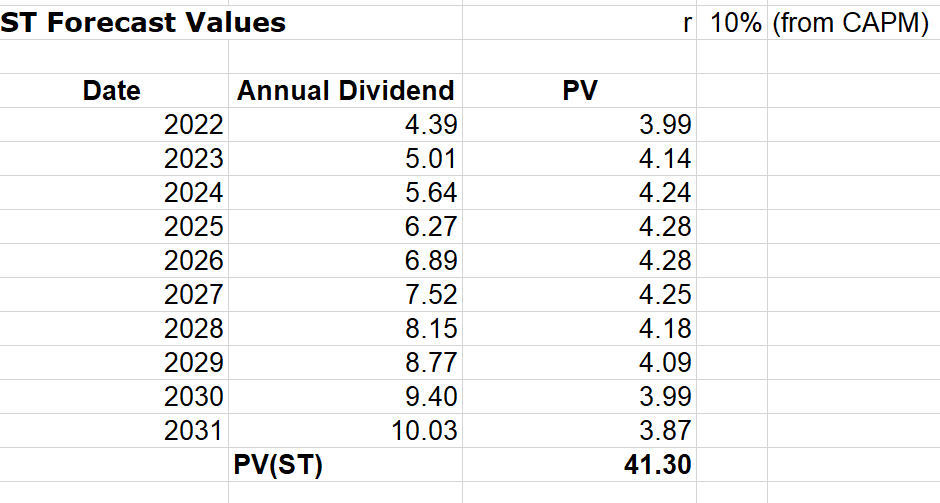 ST Forecast Values r 10% (from CAPM)
Date Annual Dividend PV
2022 4.39 3.99
2023 5.01 4.14
2024 5.64 4.24
2025 6.27 4.28
2026 6.89 4.28
2027 7.52 4.25
2028 8.15 4.18
2029 8.77 4.09
2030 9.40 3.99
2031 10.03 3.87
PV(ST) 41.30